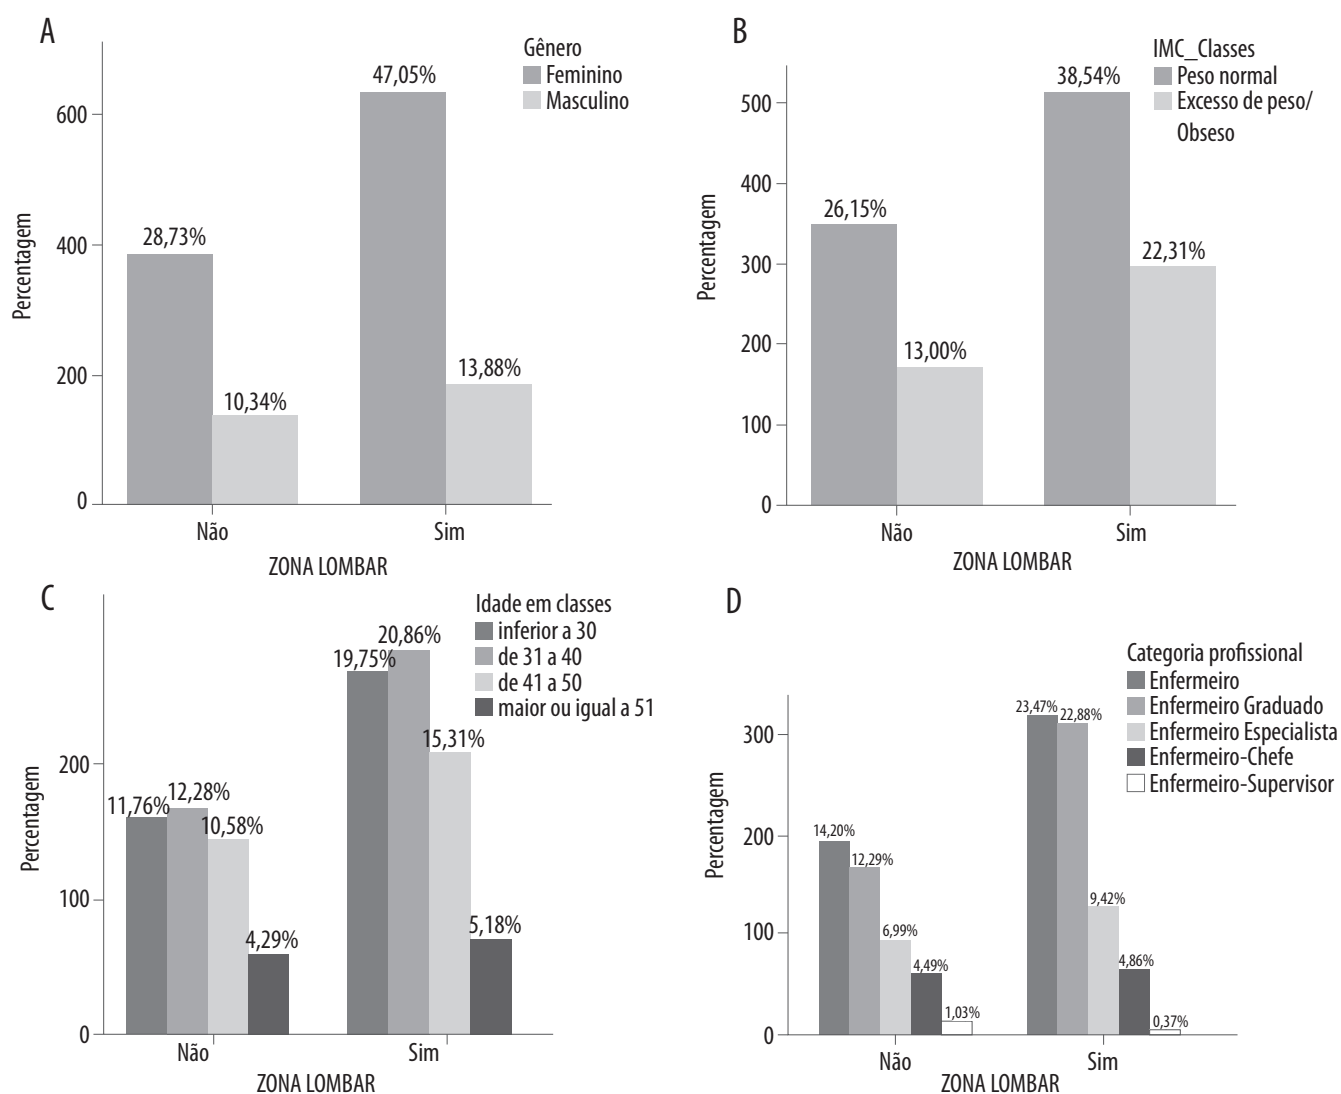 A
Gênero
Feminino
Masculino
Percentagem
600
400
200
0
28,73%
10,34%
47,05%
13,88%
Não
Sim
ZONA LOMBAR
B
IMC_Classes
Peso normal
Excesso de peso/
Obseso
Percentagem
500
400
300
200
100
0
26,15%
13,00%
38,54%
22,31%
Não
Sim
ZONA LOMBAR
C
Idade em classes
inferior a 30
de 31 a 40
de 41 a 50
maior ou igual a 51
Percentagem
200
100
0
11,76%
12,28%
10,58%
4,29%
19,75%
20,86%
15,31%
5,18%
Não
Sim
ZONA LOMBAR
D
Categoria profissional
Enfermeiro
Enfermeiro Graduado
Enfermeiro Especialista
Enfermeiro-Chefe
Enfermeiro-Supervisor
Percentagem
300
200
100
0
14,20%
12,29%
6,99%
4,49%
1,03%
23,47%
22,88%
9,42%
4,86%
0,37%
Não
Sim
ZONA LOMBAR